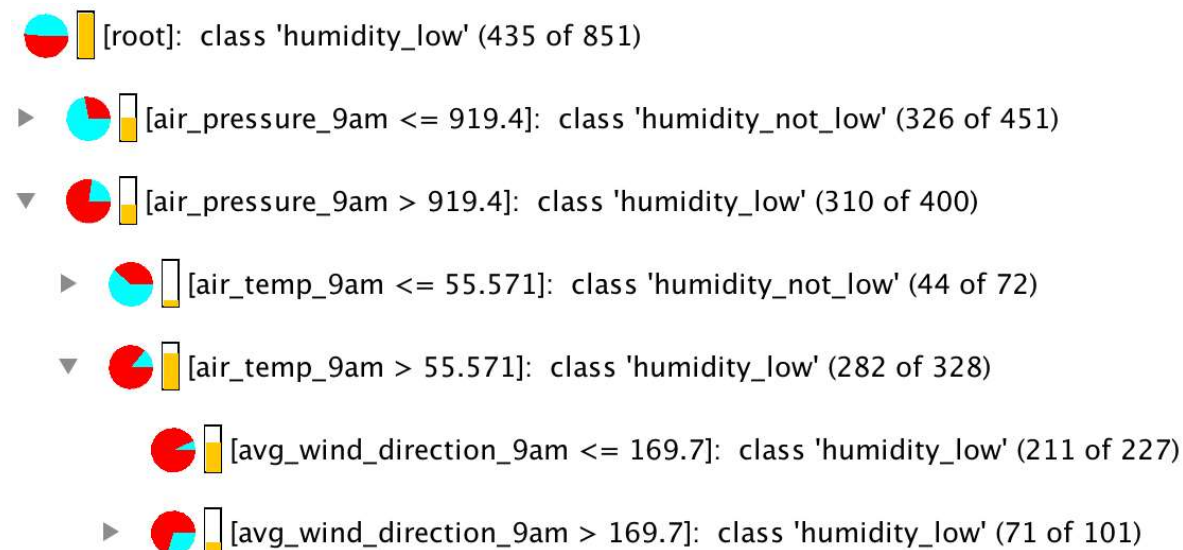 [root]: class 'humidity_low' (435 of 851)
[air_pressure_9am <= 919.4]: class 'humidity_not_low' (326 of 451)
[air_pressure_9am > 919.4]: class 'humidity_low' (310 of 400)
[air_temp_9am <= 55.571]: class 'humidity_not_low' (44 of 72)
[air_temp_9am > 55.571]: class 'humidity_low' (282 of 328)
[avg_wind_direction_9am <= 169.7]: class 'humidity_low' (211 of 227)
[avg_wind_direction_9am > 169.7]: class 'humidity_low' (71 of 101)